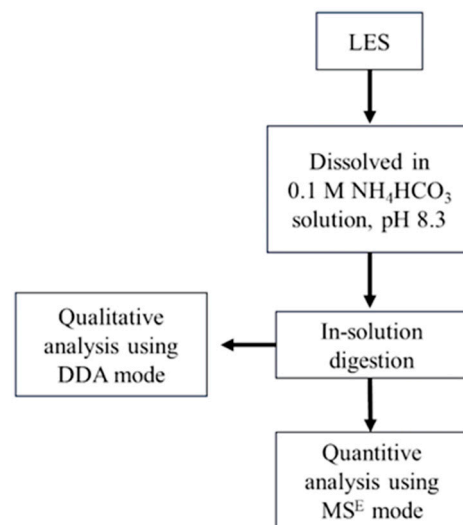 LES
Dissolved in
0.1 M NH₄HCO₃
solution, pH 8.3
Qualitative
analysis using
DDA mode
In-solution
digestion
Quantitive
analysis using
MSᴱ mode